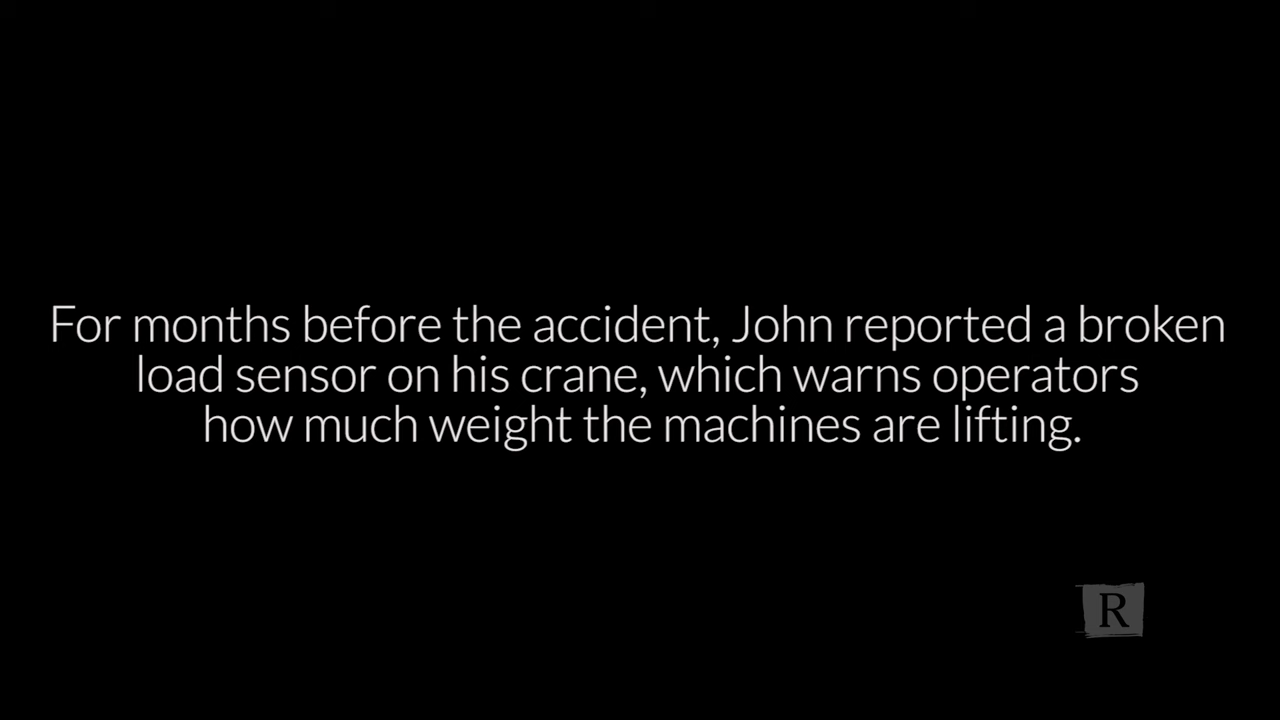 For months before the accident, John reported a broken
load sensor on his crane, which warns operators
how much weight the machines are lifting.
R